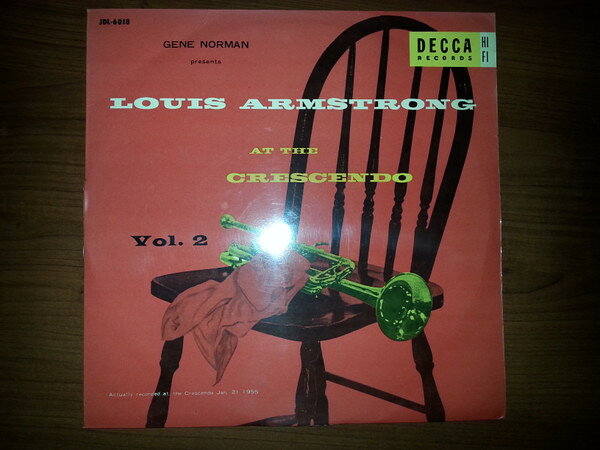 JDL-6018
GENE NORMAN
presents
DECCA
RECORDS
HI
FI
LOUIS ARMSTRONG
AT THE
CRESCENDO
Vol. 2
Actually recorded at the Crescendo Jan. 21 1955